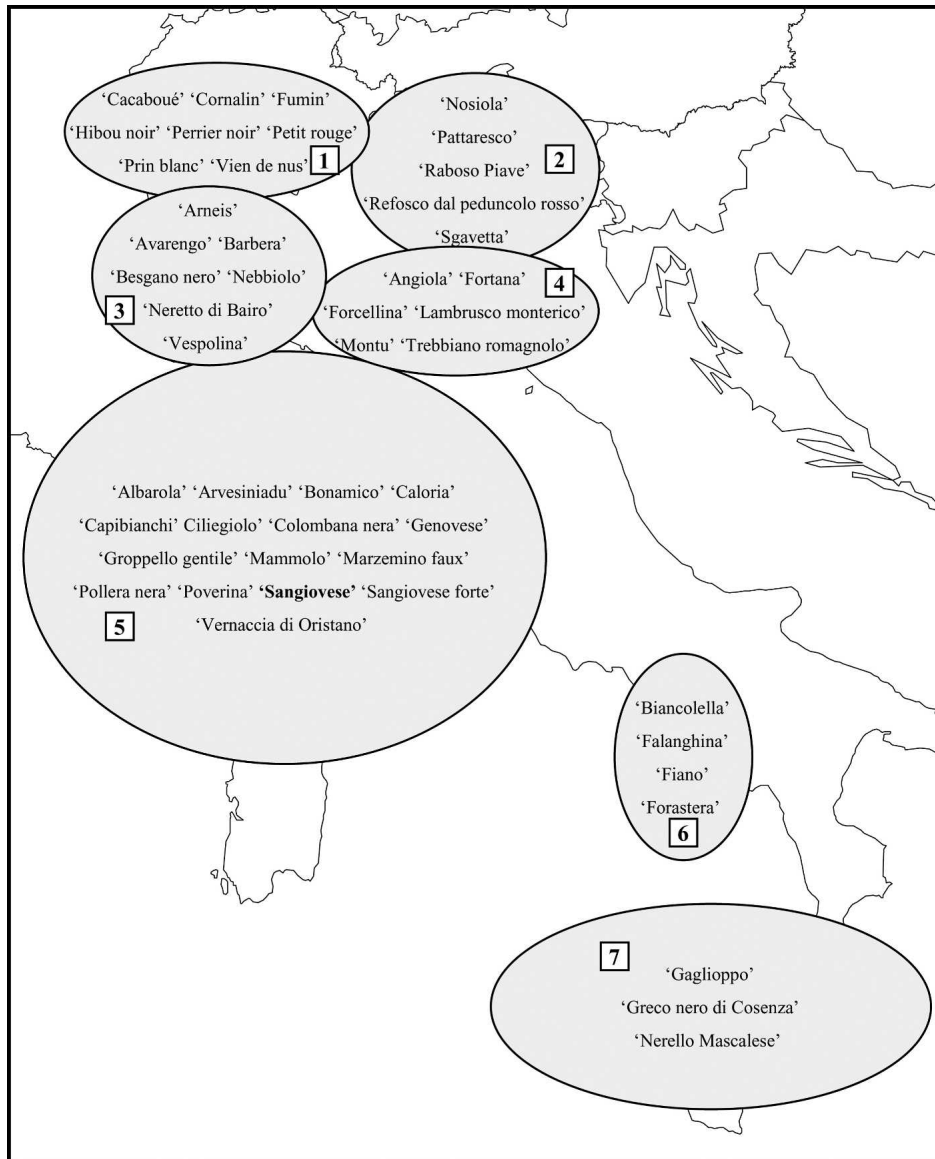 ‘Cacaboué’ ‘Cornalin’ ‘Fumin’
‘Hibou noir’ ‘Perrier noir’ ‘Petit rouge’
‘Prin blanc’ ‘Vien de nus’
1
‘Nosiola’
‘Pattaresco’
2
‘Raboso Piave’
‘Refosco dal peduncolo rosso’
‘Sgavetta’
‘Arneis’
‘Avarengo’ ‘Barbera’
‘Besgano nero’ ‘Nebbiolo’
3
‘Neretto di Bairo’
‘Vespolina’
‘Angiola’ ‘Fortana’
4
‘Forcellina’ ‘Lambrusco monterico’
‘Montu’ ‘Trebbiano romagnolo’
‘Albarola’ ‘Arvesiniadu’ ‘Bonamico’ ‘Caloria’
‘Capibianchi’ Ciliegiolo’ ‘Colombana nera’ ‘Genovese’
‘Groppello gentile’ ‘Mammolo’ ‘Marzemino faux’
‘Pollera nera’ ‘Poverina’ ‘Sangiovese’ ‘Sangiovese forte’
5
‘Vernaccia di Oristano’
‘Biancolella’
‘Falanghina’
‘Fiano’
‘Forastera’
6
7
‘Gaglioppo’
‘Greco nero di Cosenza’
‘Nerello Mascalese’